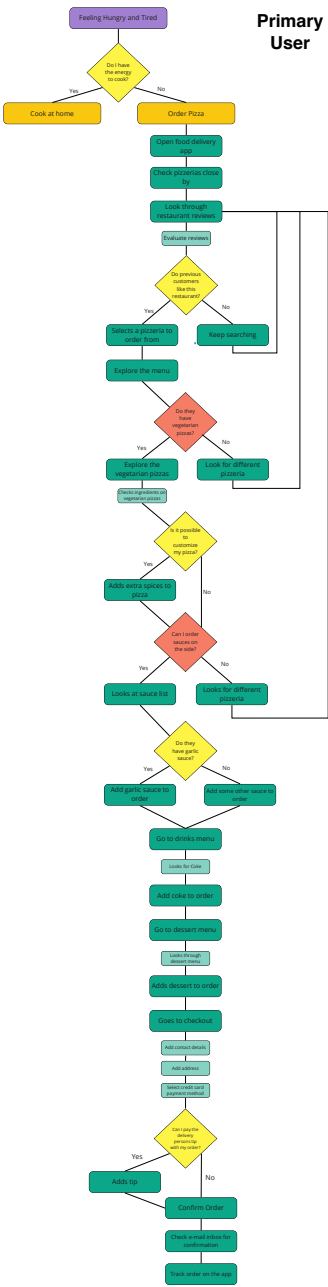 Primary
User
Feeling Hungry and Tired
Do I have
the energy
to cook?
Yes
No
Cook at home
Order Pizza
Open food delivery
app
Check pizzerias close
by
Look through
restaurant reviews
Evaluate reviews
Do previous
customers
like this
restaurant?
Yes
No
Selects a pizzeria to
order from
Keep searching
Explore the menu
Do they
have
vegetarian
pizzas?
Yes
No
Explore the
vegetarian pizzas
Look for different
pizzeria
Checks ingredients on
vegetarian pizzas
Is it possible
to
customize
my pizza?
Yes
No
Adds extra spices to
pizza
Can I order
sauces on
the side?
Yes
No
Looks at sauce list
Looks for different
pizzeria
Do they
have garlic
sauce?
Yes
No
Add garlic sauce to
order
Add some other sauce to
order
Go to drinks menu
Looks for Coke
Add coke to order
Go to dessert menu
Looks through
dessert menu
Adds dessert to order
Goes to checkout
Add contact details
Add address
Select credit card
payment method
Can I pay the
delivery
persons tip
with my order?
Yes
No
Adds tip
Confirm Order
Check e-mail inbox for
confirmation
Track order on the app